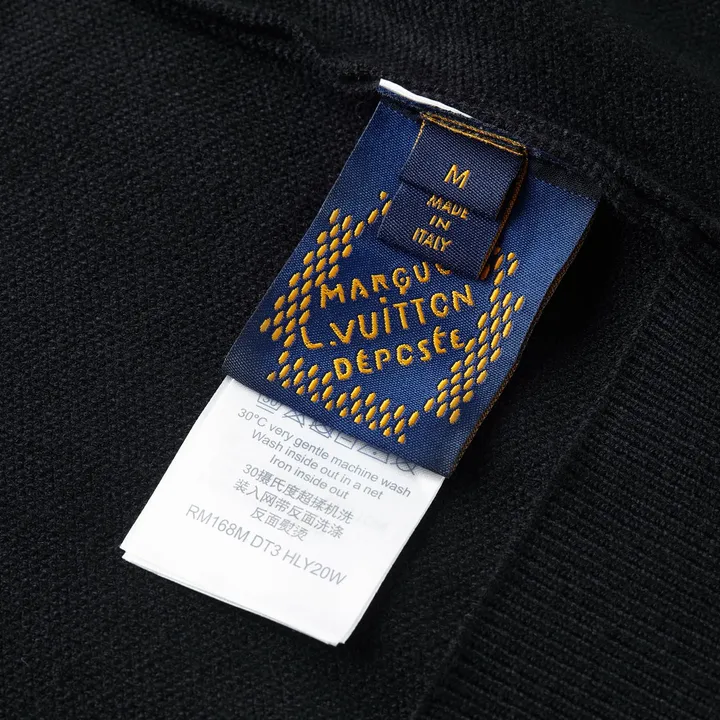 M
MADE
IN
ITALY
MARQU
L.VUITTON
DÉPOSÉE
30°C very gentle machine wash
Wash inside out in a net
Iron inside out
30摄氏度超揉机洗
装入网带反面洗涤
反面熨烫
RM168M DT3 HLY20W